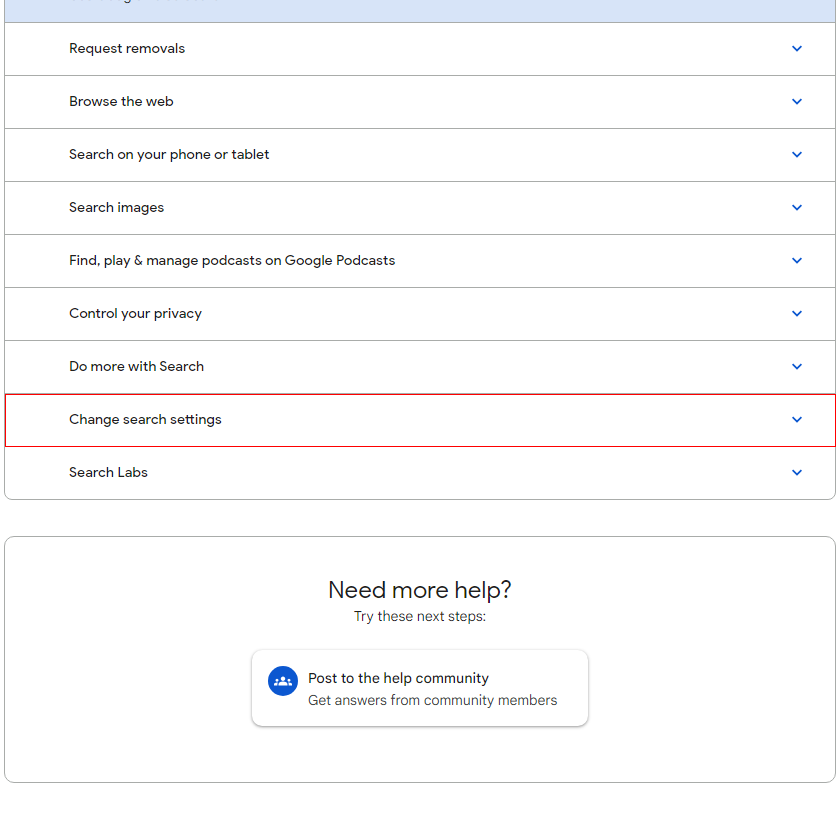 Request removals
Browse the web
Search on your phone or tablet
Search images
Find, play & manage podcasts on Google Podcasts
Control your privacy
Do more with Search
Change search settings
Search Labs
Need more help?
Try these next steps:
Post to the help community
Get answers from community members